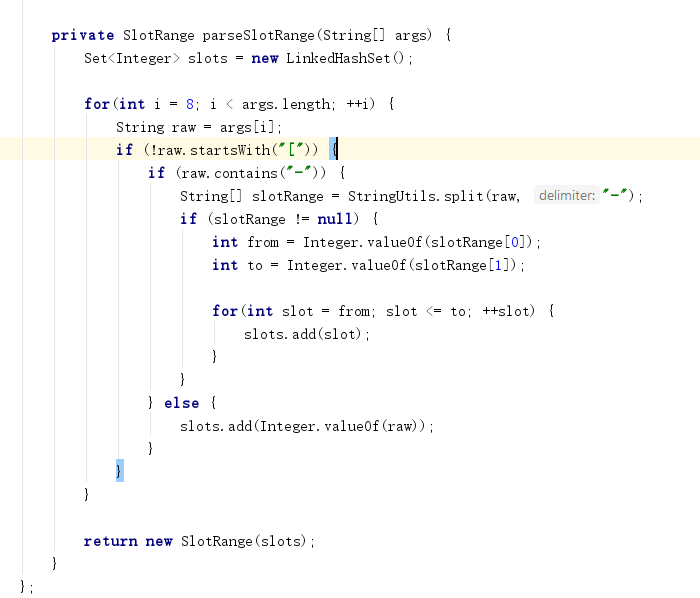 private SlotRange parseSlotRange(String[] args) {
Set<Integer> slots = new LinkedHashSet();
for(int i = 8; i < args.length; ++i) {
String raw = args[i];
if (!raw.startsWith("[")) {
if (raw.contains("-")) {
String[] slotRange = StringUtils.split(raw, delimiter: "-");
if (slotRange != null) {
int from = Integer.valueOf(slotRange[0]);
int to = Integer.valueOf(slotRange[1]);
for(int slot = from; slot <= to; ++slot) {
slots.add(slot);
}
}
} else {
slots.add(Integer.valueOf(raw));
}
}
}
return new SlotRange(slots);
}
};